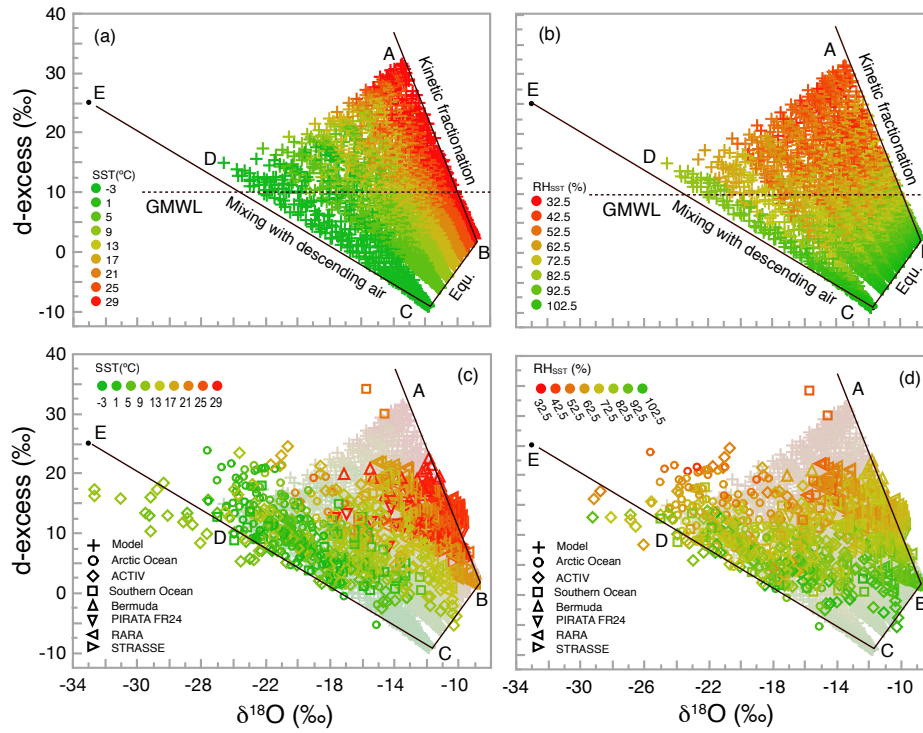 40
30
20
10
0
-10
d-excess (‰)
(a)
A
E
D
B
C
SST(ºC)
-3
1
5
9
13
17
21
25
29
GMWL
Kinetic fractionation
Mixing with descending air
Equ.
(b)
A
E
D
C
RHSST (%)
32.5
42.5
52.5
62.5
72.5
82.5
92.5
102.5
GMWL
Kinetic fractionation
Mixing with descending air
Equ.
40
30
20
10
0
-10
d-excess (‰)
SST(ºC)
-3 1 5 9 13 17 21 25 29
(c)
A
E
D
B
C
Model
Arctic Ocean
ACTIV
Southern Ocean
Bermuda
PIRATA FR24
RARA
STRASSE
-34 -30 -26 -22 -18 -14 -10
δ18O (‰)
RHSST (%)
32.5 42.5 52.5 62.5 72.5 82.5 92.5 102.5
(d)
A
E
D
C
Model
Arctic Ocean
ACTIV
Southern Ocean
Bermuda
PIRATA FR24
RARA
STRASSE
-34 -30 -26 -22 -18 -14 -10
δ18O (‰)